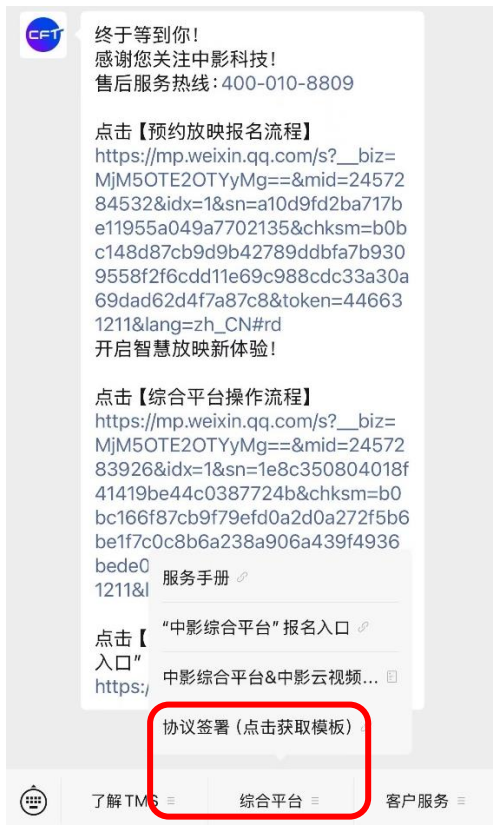 CFT
终于等到你!
感谢您关注中影科技!
售后服务热线:400-010-8809
点击【预约放映报名流程】
https://mp.weixin.qq.com/s?__biz=
MjM5OTE2OTYyMg==&mid=24572
84532&idx=1&sn=a10d9fd2ba717b
e11955a049a7702135&chksm=b0b
c148d87cb9d9b42789ddbfa7b930
9558f2f6cdd11e69c988cdc33a30a
69dad62d4f7a87c8&token=44663
1211&lang=zh_CN#rd
开启智慧放映新体验!
点击【综合平台操作流程】
https://mp.weixin.qq.com/s?__biz=
MjM5OTE2OTYyMg==&mid=24572
83926&idx=1&sn=1e8c350804018f
41419be44c0387724b&chksm=b0
bc166f87cb9f79efd0a2d0a272f5b6
be1f7c0c8b6a238a906a439f4936
bede0
1211&l
点击【
入口”
https:/
服务手册
“中影综合平台” 报名入口
中影综合平台&中影云视频...
协议签署 (点击获取模板)
了解 TMS
综合平台
客户服务